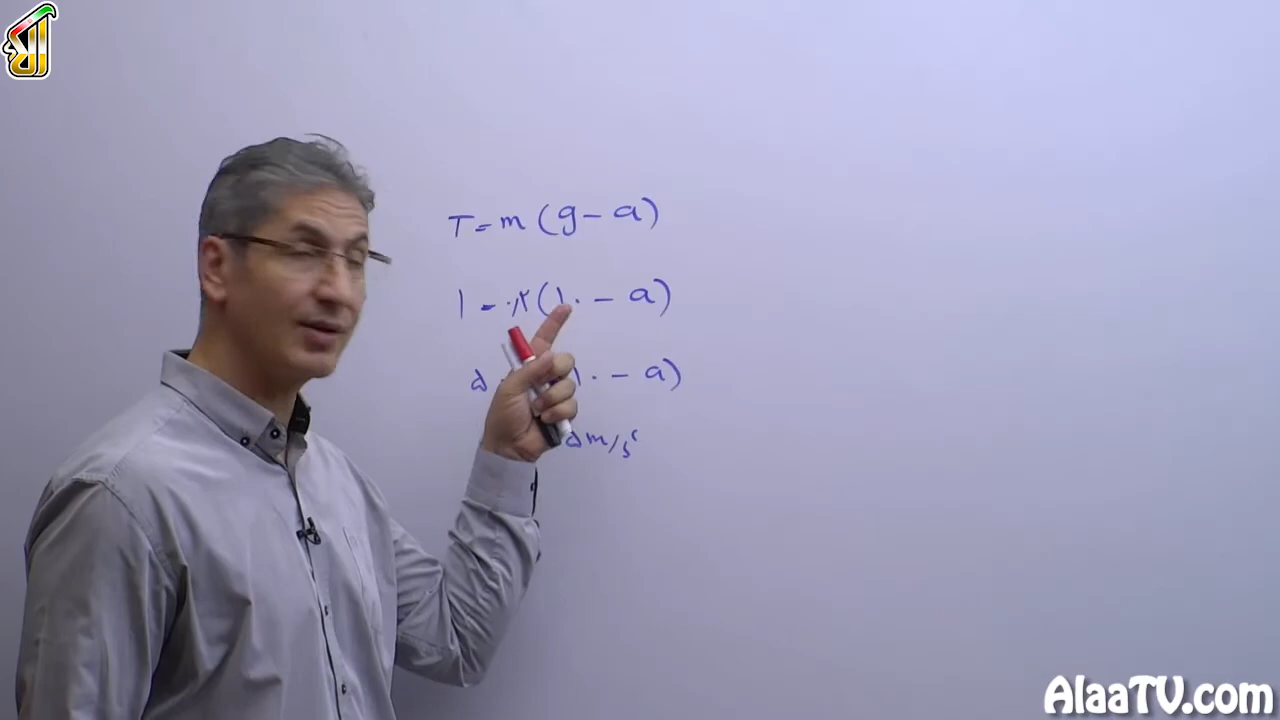 T = m (g - a)
۱ = ۰٫۲(۱۰ - a)
۵ ۱۰ - a)
۵ m/s²
AlaaTV.com